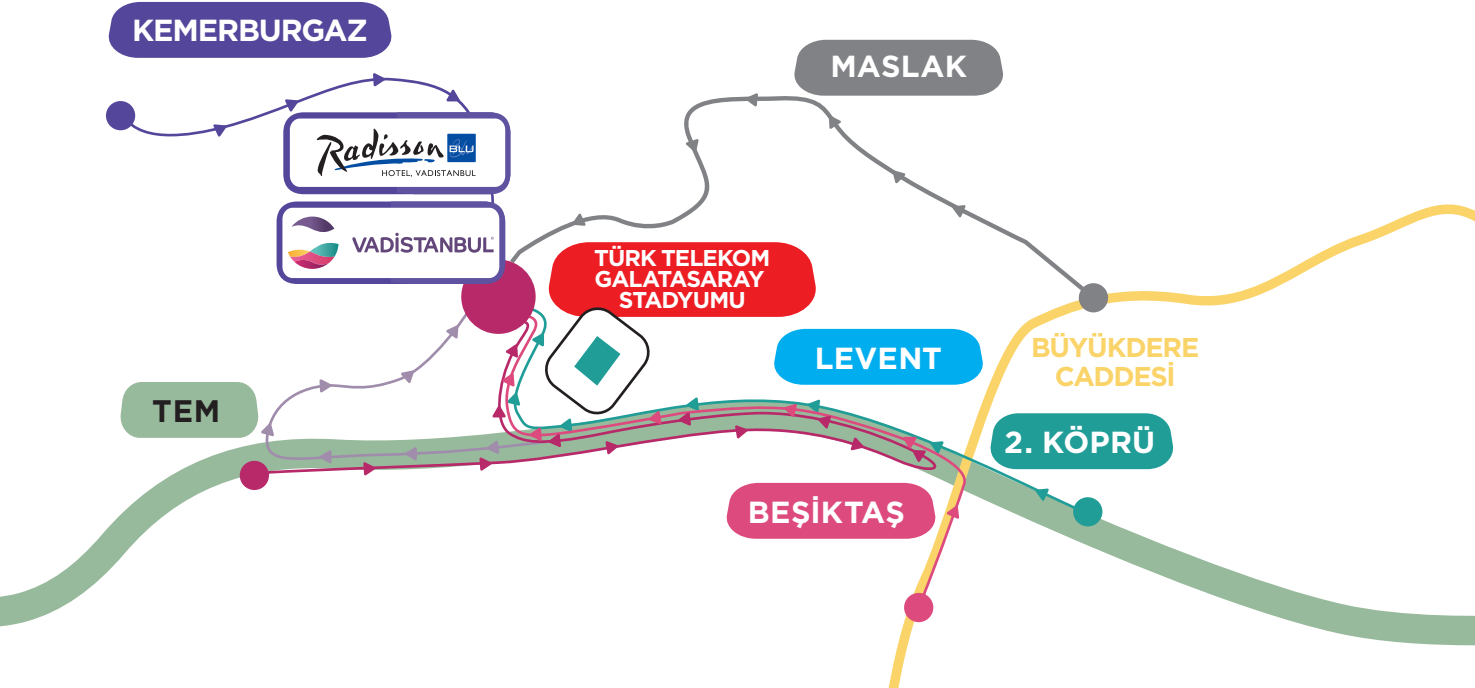 KEMERBURGAZ
MASLAK
Radisson BLU
HOTEL, VADISTANBUL
VADİSTANBUL
TÜRK TELEKOM
GALATASARAY
STADYUMU
LEVENT
BÜYÜKDERE
CADDESİ
TEM
2. KÖPRÜ
BEŞİKTAŞ